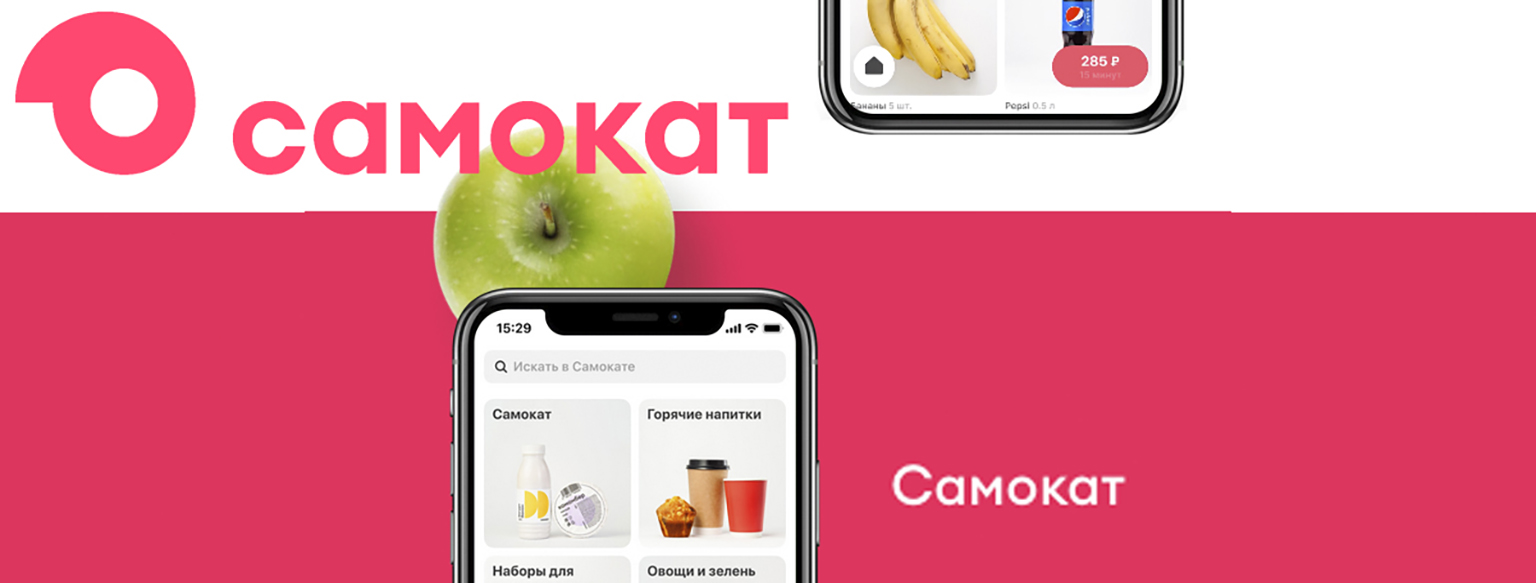 самокат
285 ₽
15 минут
Бананы 5 шт.
Pepsi 0.5 л
15:29
Искать в Самокате
Самокат
Горячие напитки
Самокат
Наборы для
Овощи и зелень